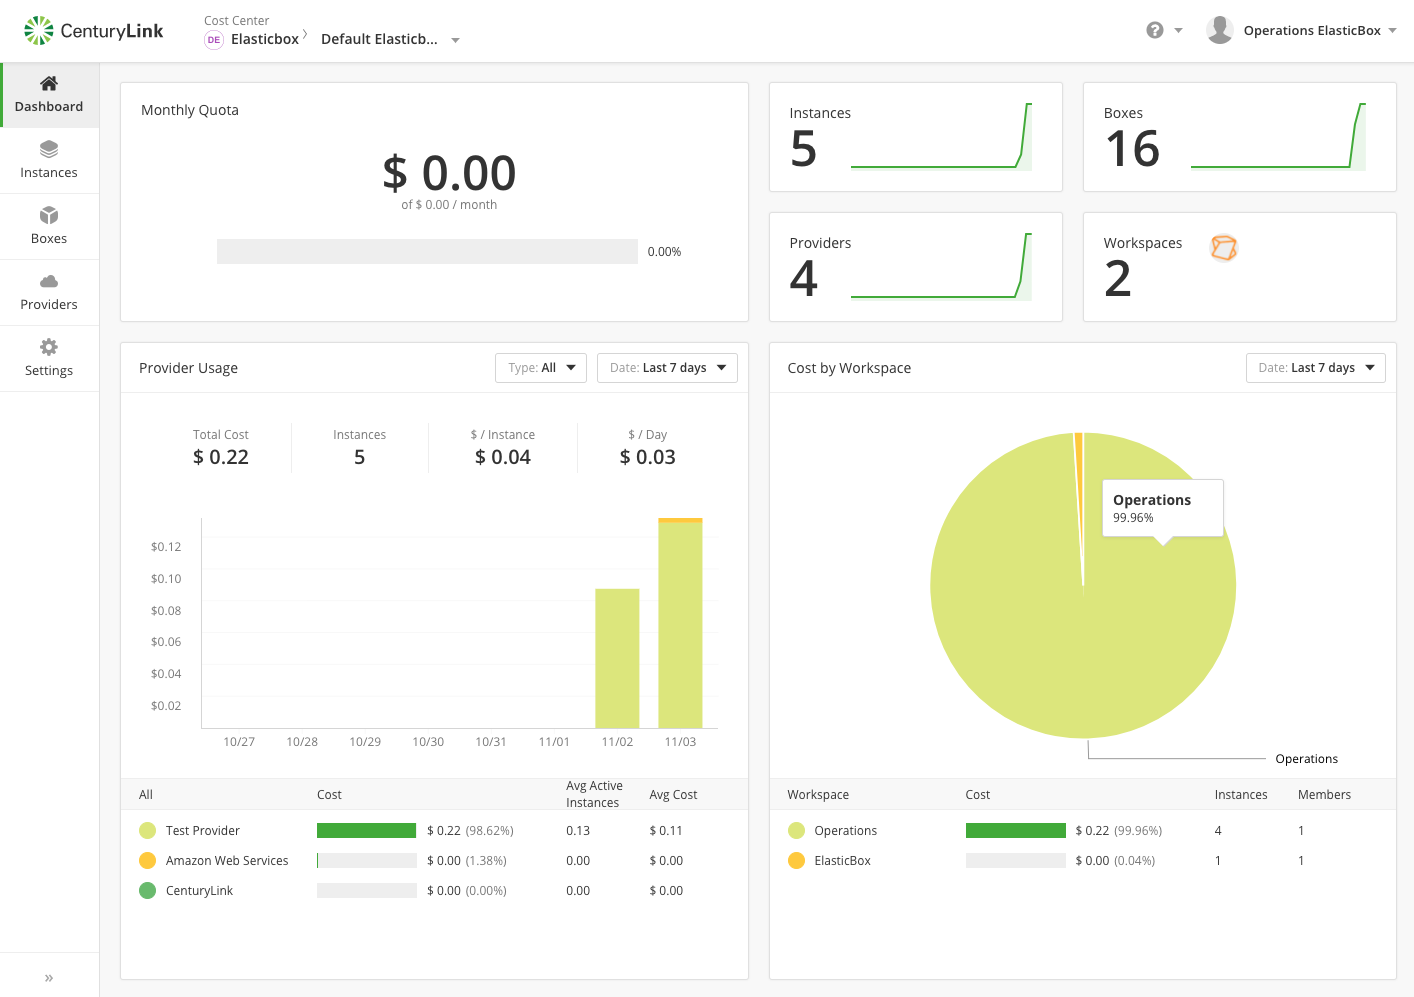 CenturyLink
Cost Center
DE Elasticbox › Default Elasticb...
?
Operations ElasticBox
Dashboard
Instances
Boxes
Providers
Settings
»
Monthly Quota
$ 0.00
of $ 0.00 / month
0.00%
Instances
5
Boxes
16
Providers
4
Workspaces
2
Provider Usage
Type: All
Date: Last 7 days
Total Cost
$ 0.22
Instances
5
$ / Instance
$ 0.04
$ / Day
$ 0.03
$0.12
$0.10
$0.08
$0.06
$0.04
$0.02
10/27 10/28 10/29 10/30 10/31 11/01 11/02 11/03
All Cost Avg Active Instances Avg Cost
Test Provider $ 0.22 (98.62%) 0.13 $ 0.11
Amazon Web Services $ 0.00 (1.38%) 0.00 $ 0.00
CenturyLink $ 0.00 (0.00%) 0.00 $ 0.00
Cost by Workspace
Date: Last 7 days
Operations
99.96%
Operations
Workspace Cost Instances Members
Operations $ 0.22 (99.96%) 4 1
ElasticBox $ 0.00 (0.04%) 1 1